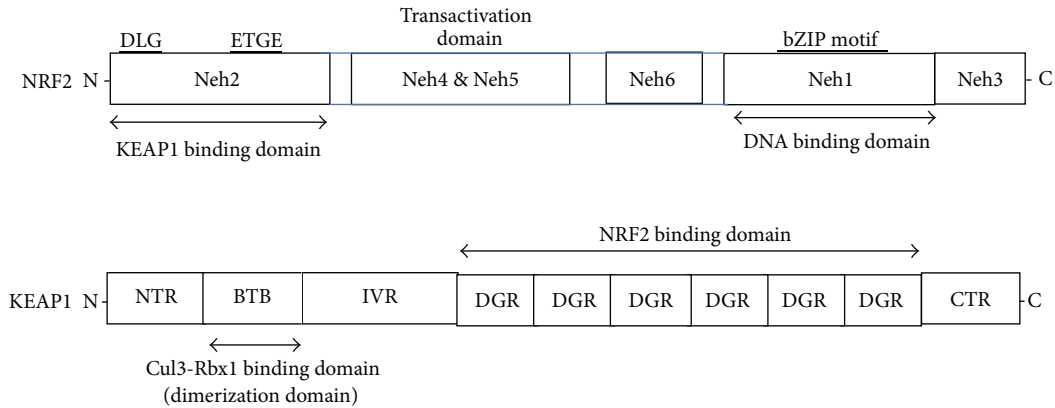 Transactivation
domain
DLG ETGE bZIP motif
NRF2 N Neh2 Neh4 & Neh5 Neh6 Neh1 Neh3 C
KEAP1 binding domain DNA binding domain
NRF2 binding domain
KEAP1 N NTR BTB IVR DGR DGR DGR DGR DGR DGR CTR C
Cul3-Rbx1 binding domain
(dimerization domain)